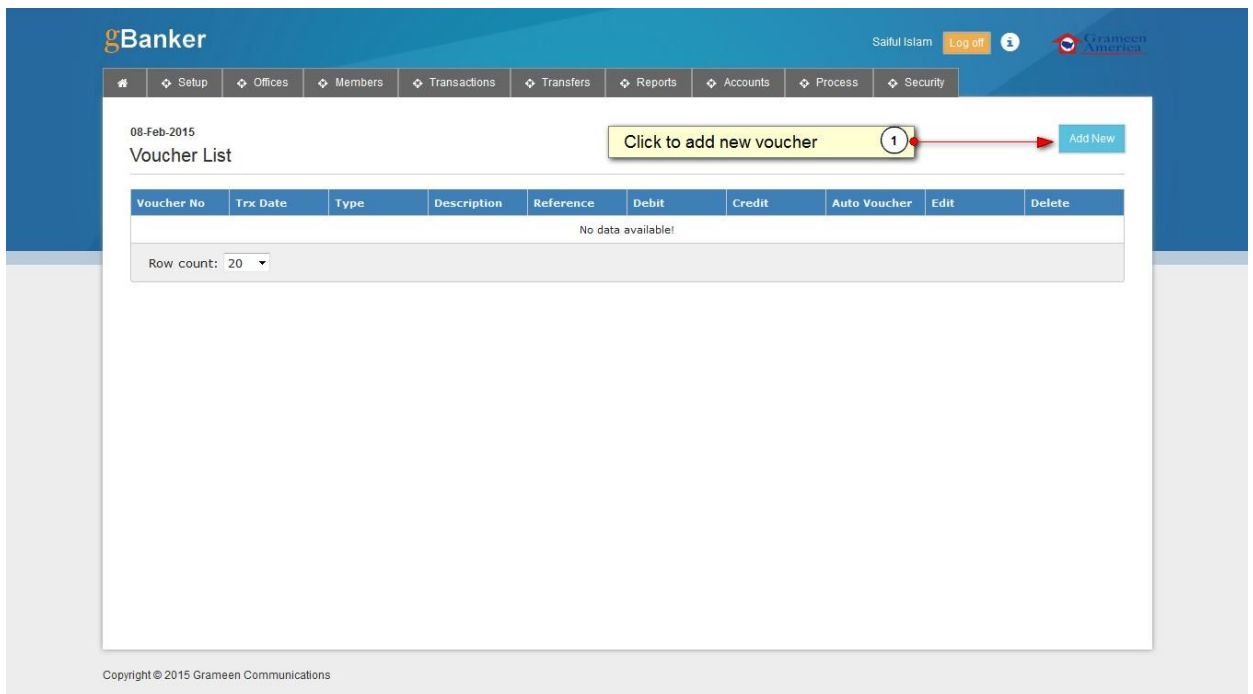 gBanker
Saiful Islam Log off i Grameen America
Setup Offices Members Transactions Transfers Reports Accounts Process Security
08-Feb-2015
Voucher List
Click to add new voucher 1
Add New
Voucher No Trx Date Type Description Reference Debit Credit Auto Voucher Edit Delete
No data available!
Row count: 20
Copyright © 2015 Grameen Communications